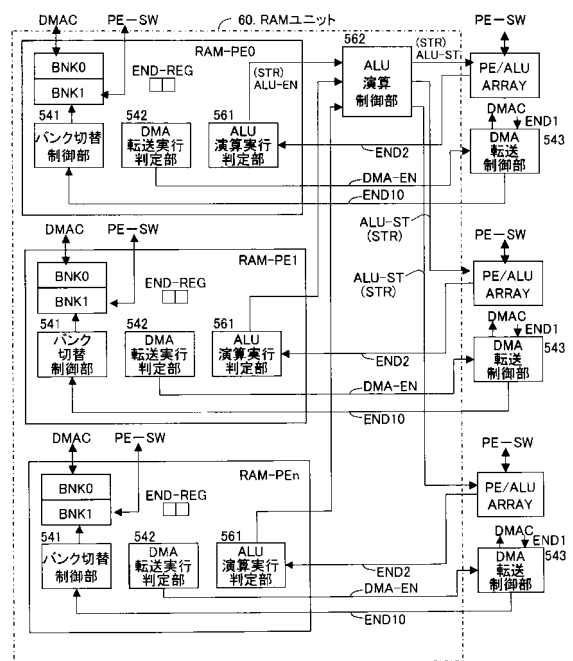 60. RAMユニット
DMAC PE-SW
RAM-PE0
BNK0
BNK1
END-REG
541
バンク切替
制御部
542
DMA
転送実行
判定部
561
ALU
演算実行
判定部
(STR)
ALU-EN
562
ALU
演算
制御部
(STR)
ALU-ST
PE-SW
PE/ALU
ARRAY
DMAC
END1
DMA
転送
制御部
543
END2
DMA-EN
END10
ALU-ST
(STR)
ALU-ST
(STR)
DMAC PE-SW
RAM-PE1
BNK0
BNK1
END-REG
541
バンク
切替
制御部
542
DMA
転送実行
判定部
561
ALU
演算実行
判定部
PE-SW
PE/ALU
ARRAY
DMAC
END1
DMA
転送
制御部
543
END2
DMA-EN
END10
DMAC
PE-SW
RAM-PEn
BNK0
BNK1
END-REG
541
バンク切替
制御部
542
DMA
転送実行
判定部
561
ALU
演算実行
判定部
PE-SW
PE/ALU
ARRAY
DMAC
END1
DMA
転送
制御部
543
END2
DMA-EN
END10